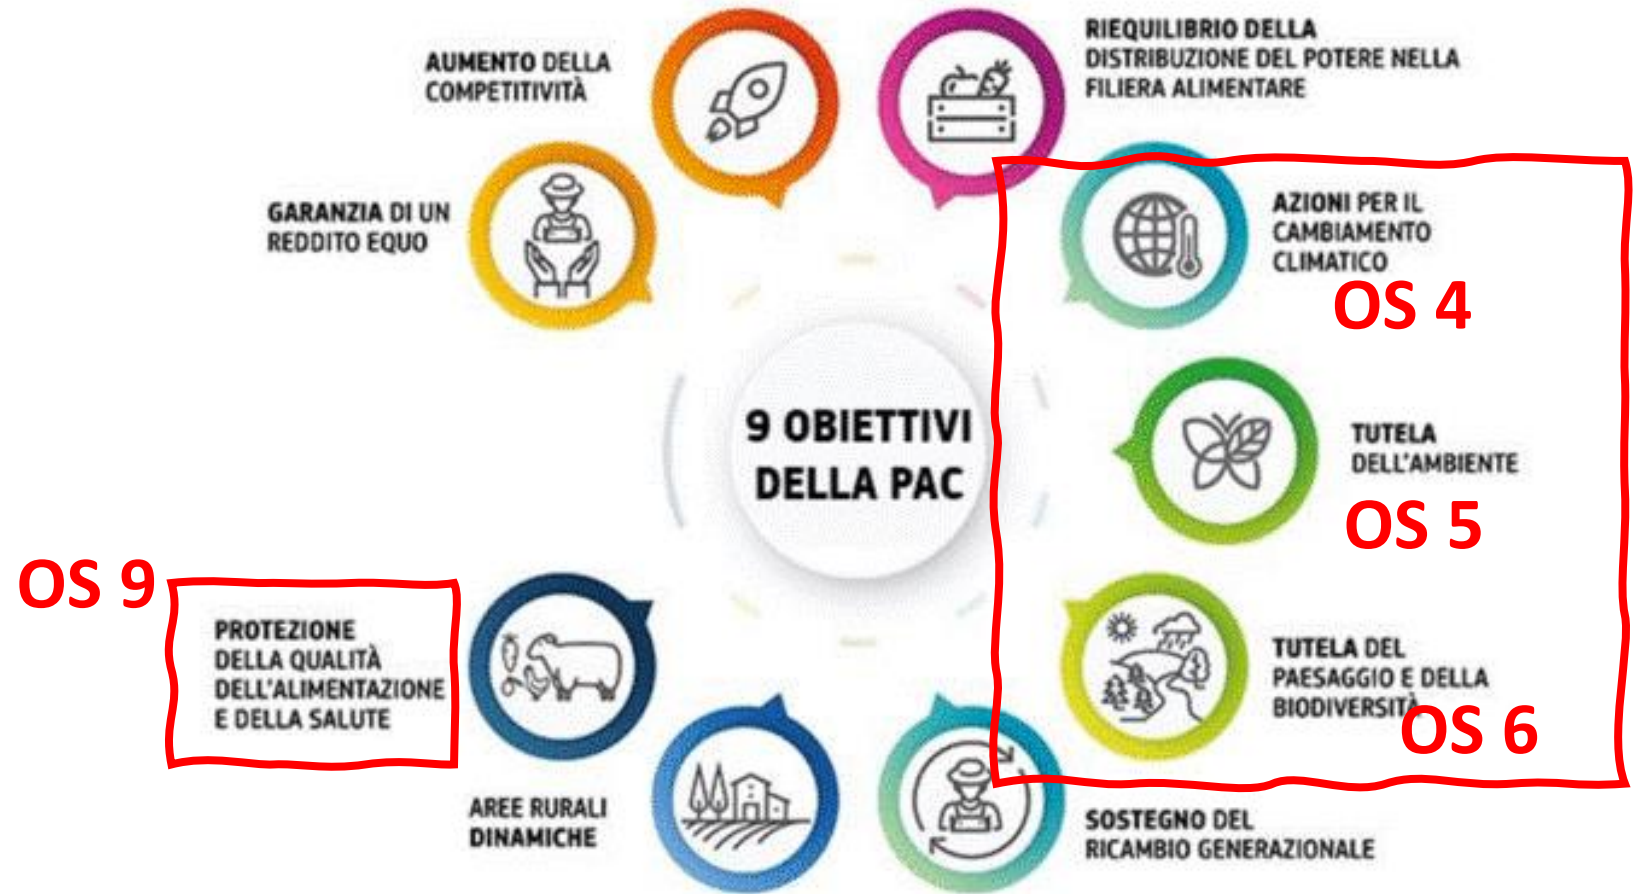 AUMENTO DELLA
COMPETITIVITÀ
RIEQUILIBRIO DELLA
DISTRIBUZIONE DEL POTERE NELLA
FILIERA ALIMENTARE
GARANZIA DI UN
REDDITO EQUO
AZIONI PER IL
CAMBIAMENTO
CLIMATICO
OS 4
9 OBIETTIVI
DELLA PAC
TUTELA
DELL'AMBIENTE
OS 5
OS 9
PROTEZIONE
DELLA QUALITÀ
DELL'ALIMENTAZIONE
E DELLA SALUTE
TUTELA DEL
PAESAGGIO E DELLA
BIODIVERSITÀ
OS 6
AREE RURALI
DINAMICHE
SOSTEGNO DEL
RICAMBIO GENERAZIONALE